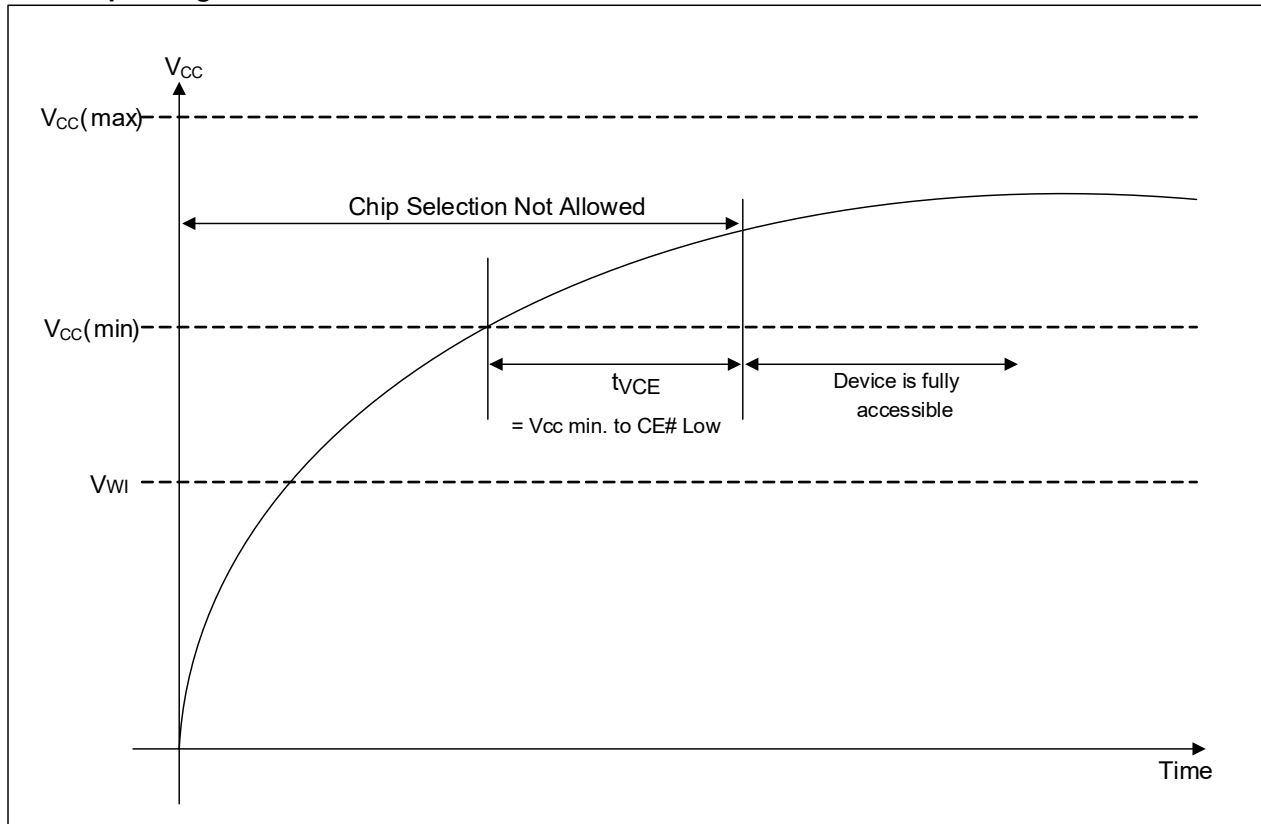 VCC
VCC(max)
Chip Selection Not Allowed
VCC(min)
tVCE
= Vcc min. to CE# Low
Device is fully
accessible
VWI
Time